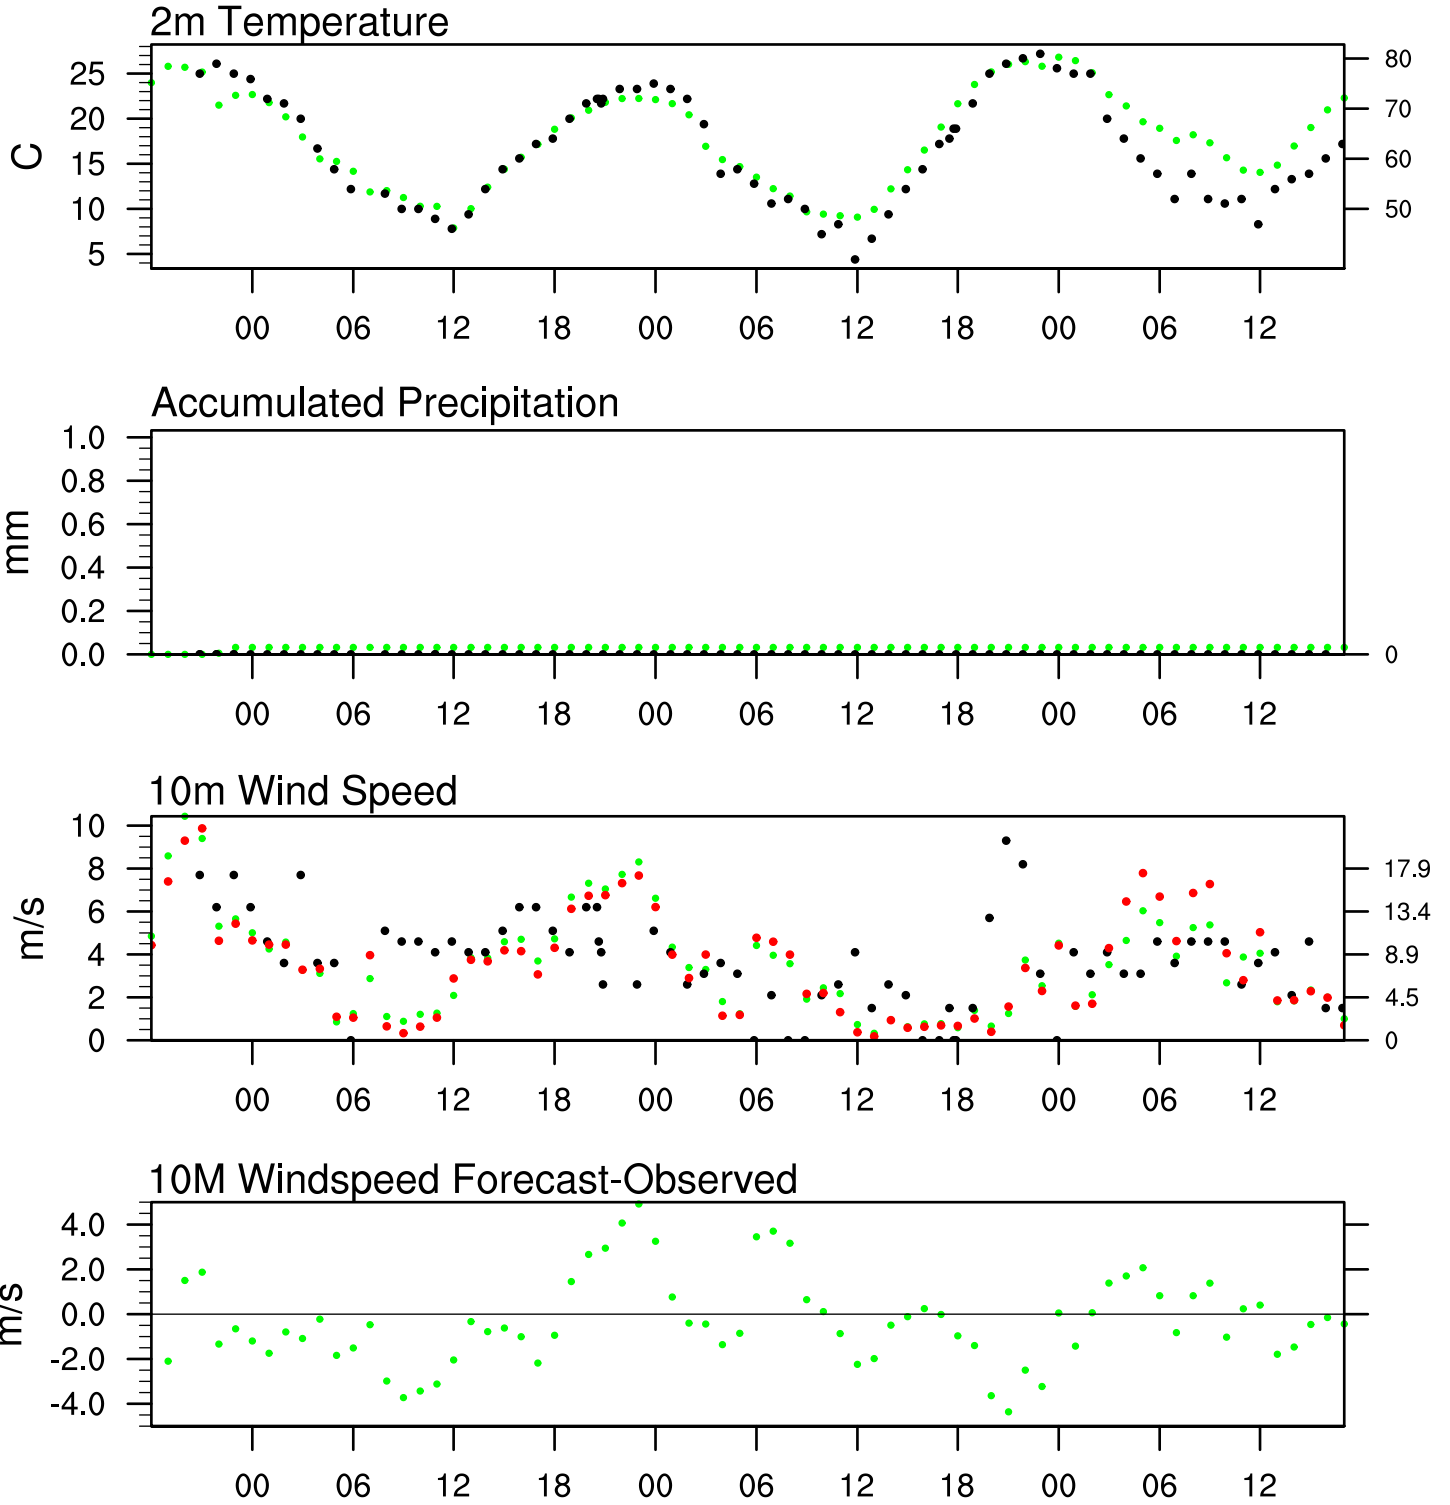 2m Temperature
25
20
15
10
5
C
80
70
60
50
00 06 12 18 00 06 12 18 00 06 12
Accumulated Precipitation
1.0
0.8
0.6
0.4
0.2
0.0
mm
0
00 06 12 18 00 06 12 18 00 06 12
10m Wind Speed
10
8
6
4
2
0
m/s
17.9
13.4
8.9
4.5
0
00 06 12 18 00 06 12 18 00 06 12
10M Windspeed Forecast-Observed
4.0
2.0
0.0
-2.0
-4.0
m/s
00 06 12 18 00 06 12 18 00 06 12